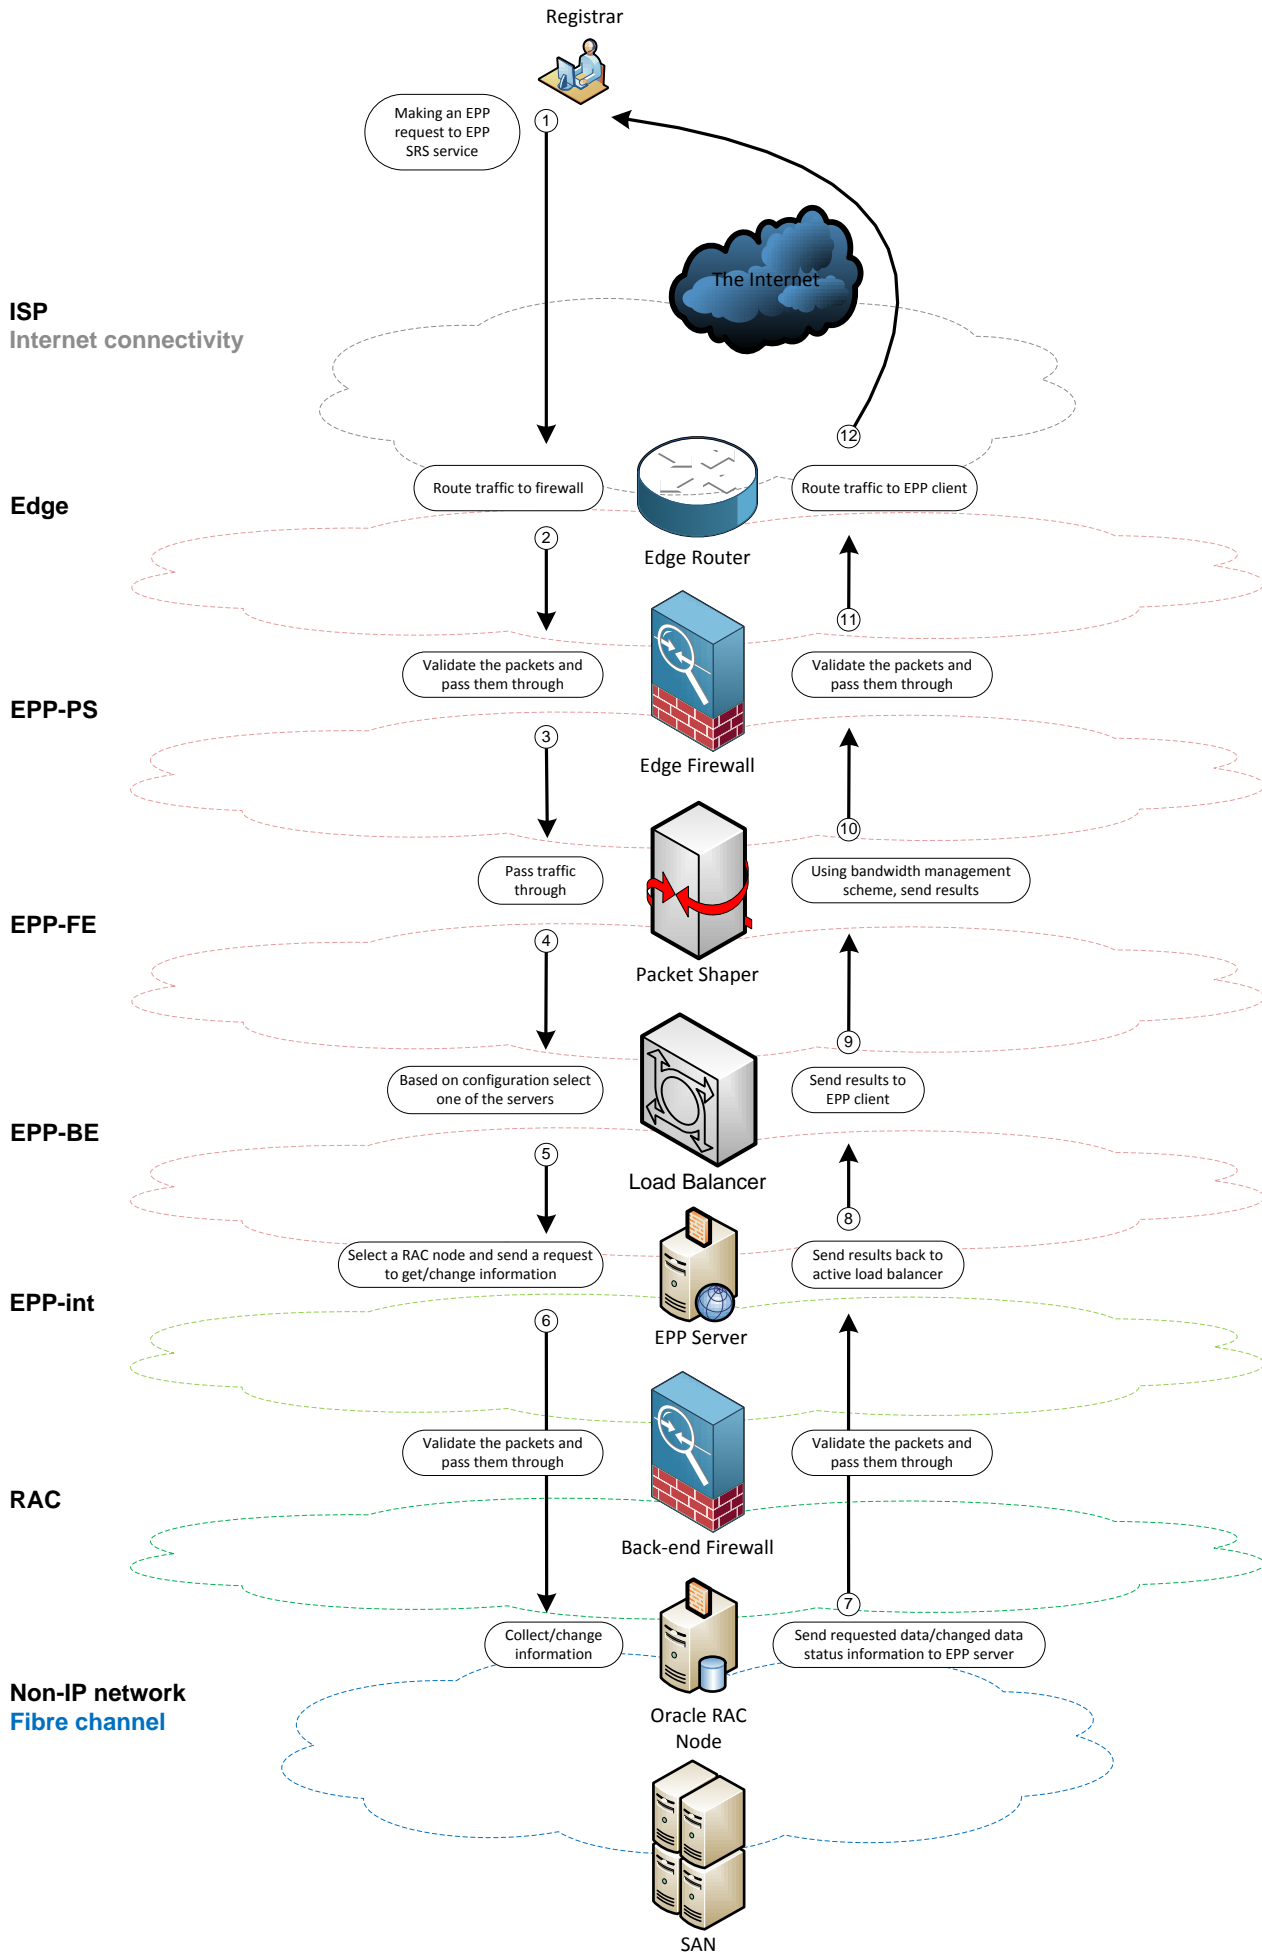 Registrar
Making an EPP
request to EPP
SRS service
1
The Internet
ISP
Internet connectivity
12
Route traffic to firewall
Route traffic to EPP client
Edge
2
Edge Router
11
Validate the packets and
pass them through
Validate the packets and
pass them through
EPP-PS
3
Edge Firewall
10
Pass traffic
through
Using bandwidth management
scheme, send results
EPP-FE
4
Packet Shaper
9
Based on configuration select
one of the servers
Send results to
EPP client
EPP-BE
5
Load Balancer
8
Select a RAC node and send a request
to get/change information
Send results back to
active load balancer
EPP-int
6
EPP Server
Validate the packets and
pass them through
Validate the packets and
pass them through
RAC
Back-end Firewall
7
Collect/change
information
Send requested data/changed data
status information to EPP server
Non-IP network
Fibre channel
Oracle RAC
Node
SAN